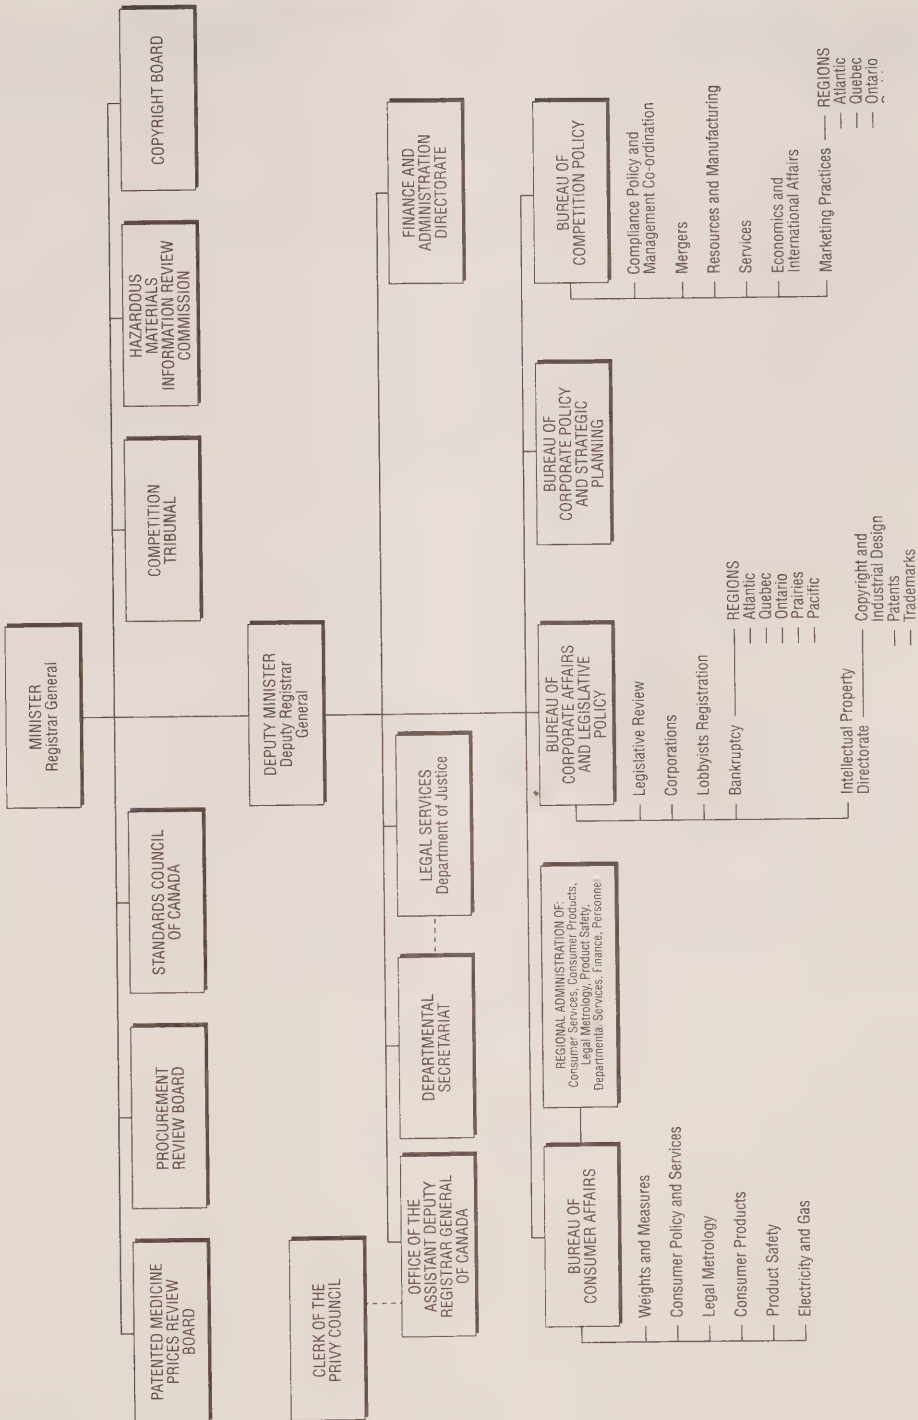 MINISTER
Registrar General
PATENTED MEDICINE
PRICES REVIEW
BOARD
PROCUREMENT
REVIEW BOARD
STANDARDS COUNCIL
OF CANADA
COMPETITION
TRIBUNAL
HAZARDOUS
MATERIALS
INFORMATION REVIEW
COMMISSION
COPYRIGHT BOARD
DEPUTY MINISTER
Deputy Registrar
General
CLERK OF THE
PRIVY COUNCIL
OFFICE OF THE
ASSISTANT DEPUTY
REGISTRAR GENERAL
OF CANADA
DEPARTMENTAL
SECRETARIAT
LEGAL SERVICES
Department of Justice
FINANCE AND
ADMINISTRATION
DIRECTORATE
BUREAU OF
CONSUMER AFFAIRS
Weights and Measures
Consumer Policy and Services
Legal Metrology
Consumer Products
Product Safety
Electricity and Gas
REGIONAL ADMINISTRATION OF:
Consumer Services, Consumer Products,
Legal Metrology, Product Safety,
Departmental Services, Finance, Personnel
BUREAU OF
CORPORATE AFFAIRS
AND LEGISLATIVE
POLICY
Legislative Review
Corporations
Lobbyists Registration
Bankruptcy
REGIONS
Atlantic
Quebec
Ontario
Prairies
Pacific
Intellectual Property
Directorate
Copyright and
Industrial Design
Patents
Trademarks
BUREAU OF
CORPORATE POLICY
AND STRATEGIC
PLANNING
BUREAU OF
COMPETITION POLICY
Compliance Policy and
Management Co-ordination
Mergers
Resources and Manufacturing
Services
Economics and
International Affairs
Marketing Practices
REGIONS
Atlantic
Quebec
Ontario